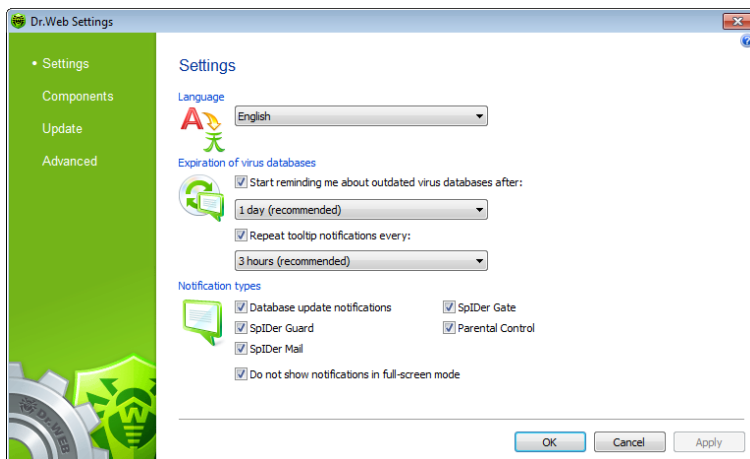 Dr.Web Settings
Settings
Components
Update
Advanced
Settings
Language
English
Expiration of virus databases
Start reminding me about outdated virus databases after:
1 day (recommended)
Repeat tooltip notifications every:
3 hours (recommended)
Notification types
Database update notifications
SpIDer Gate
SpIDer Guard
Parental Control
SpIDer Mail
Do not show notifications in full-screen mode
Dr.WEB
OK
Cancel
Apply